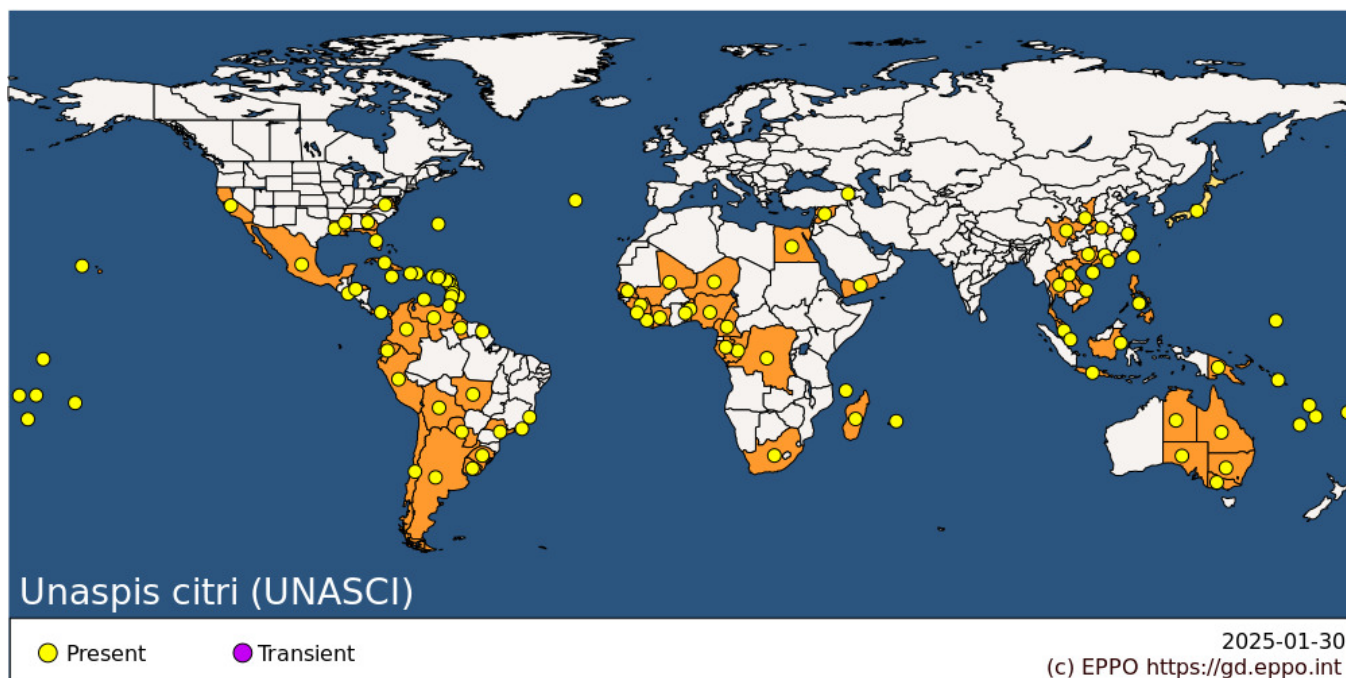 Unaspis citri (UNASCI)
Present
Transient
2025-01-30
(c) EPPO https://gd.eppo.int